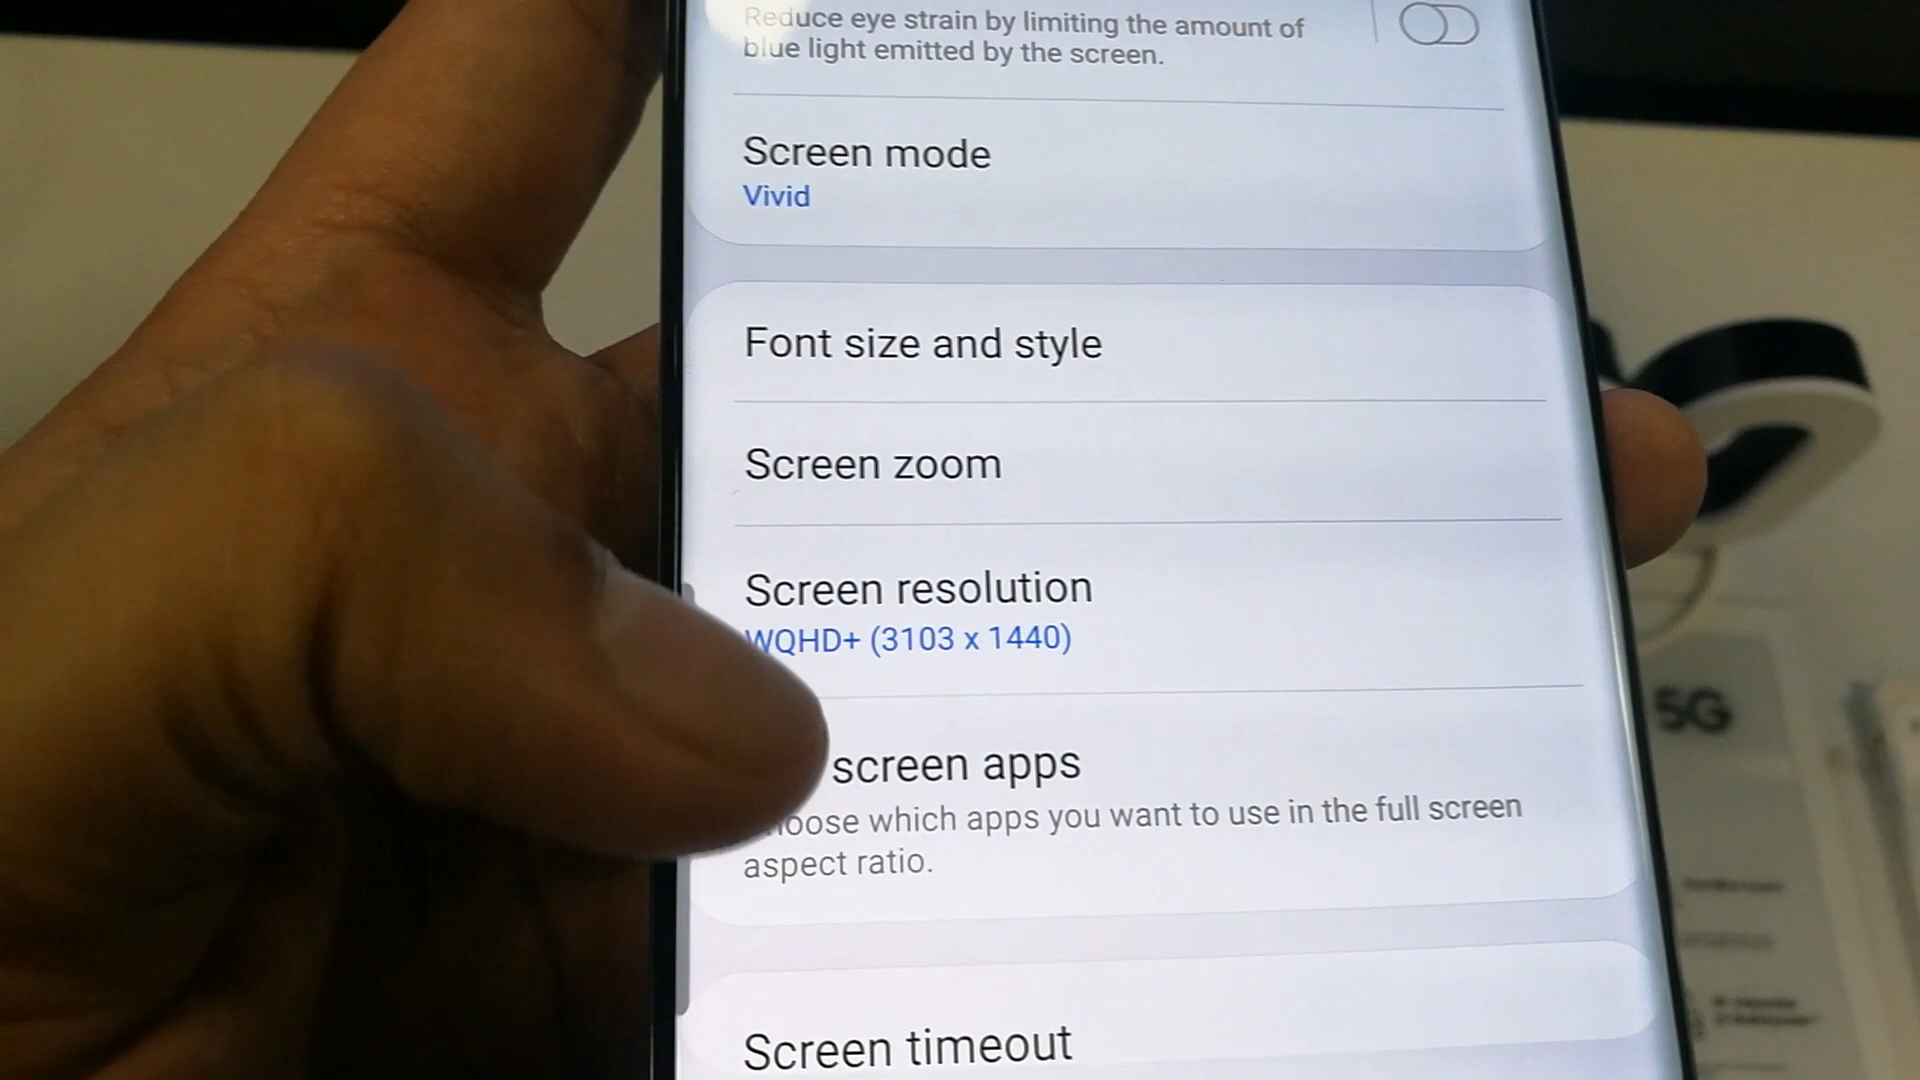 Reduce eye strain by limiting the amount of
blue light emitted by the screen.
Screen mode
Vivid
Font size and style
Screen zoom
Screen resolution
WQHD+ (3103 x 1440)
screen apps
which apps you want to use in the full screen
aspect ratio.
Screen timeout
5G